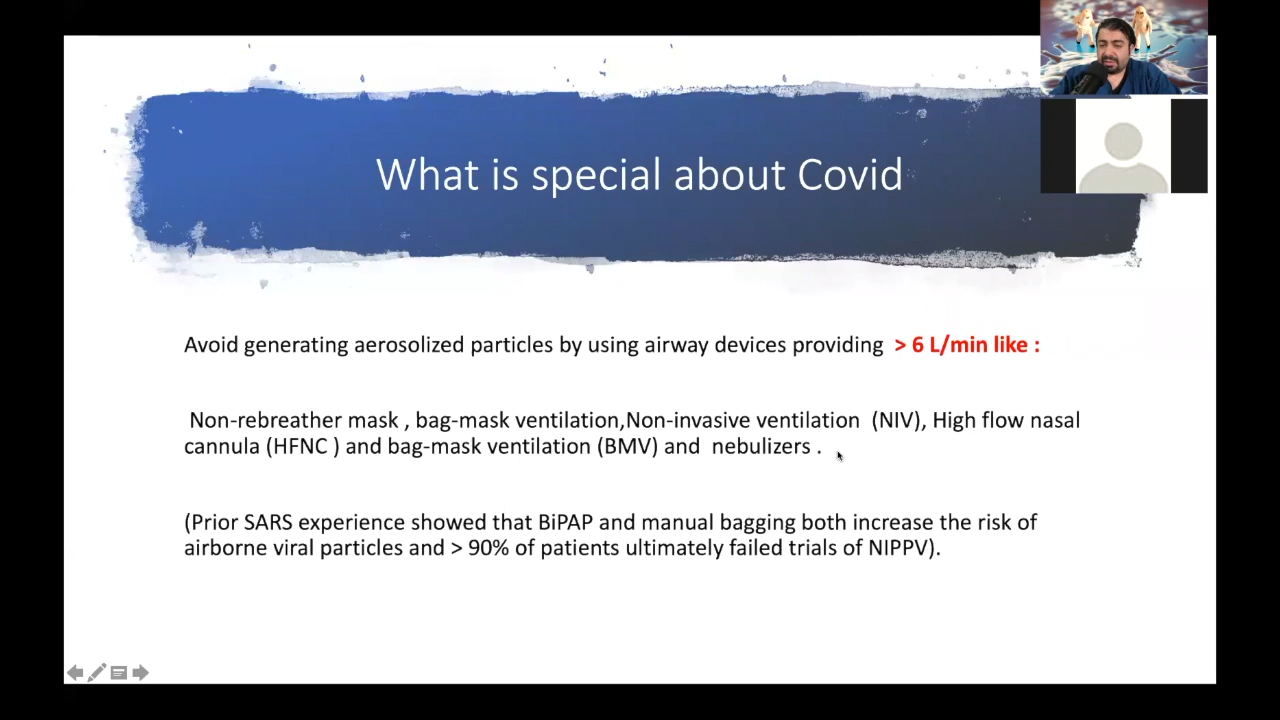 What is special about Covid
Avoid generating aerosolized particles by using airway devices providing > 6 L/min like :
Non-rebreather mask , bag-mask ventilation,Non-invasive ventilation (NIV), High flow nasal
cannula (HFNC ) and bag-mask ventilation (BMV) and nebulizers .
(Prior SARS experience showed that BiPAP and manual bagging both increase the risk of
airborne viral particles and > 90% of patients ultimately failed trials of NIPPV).